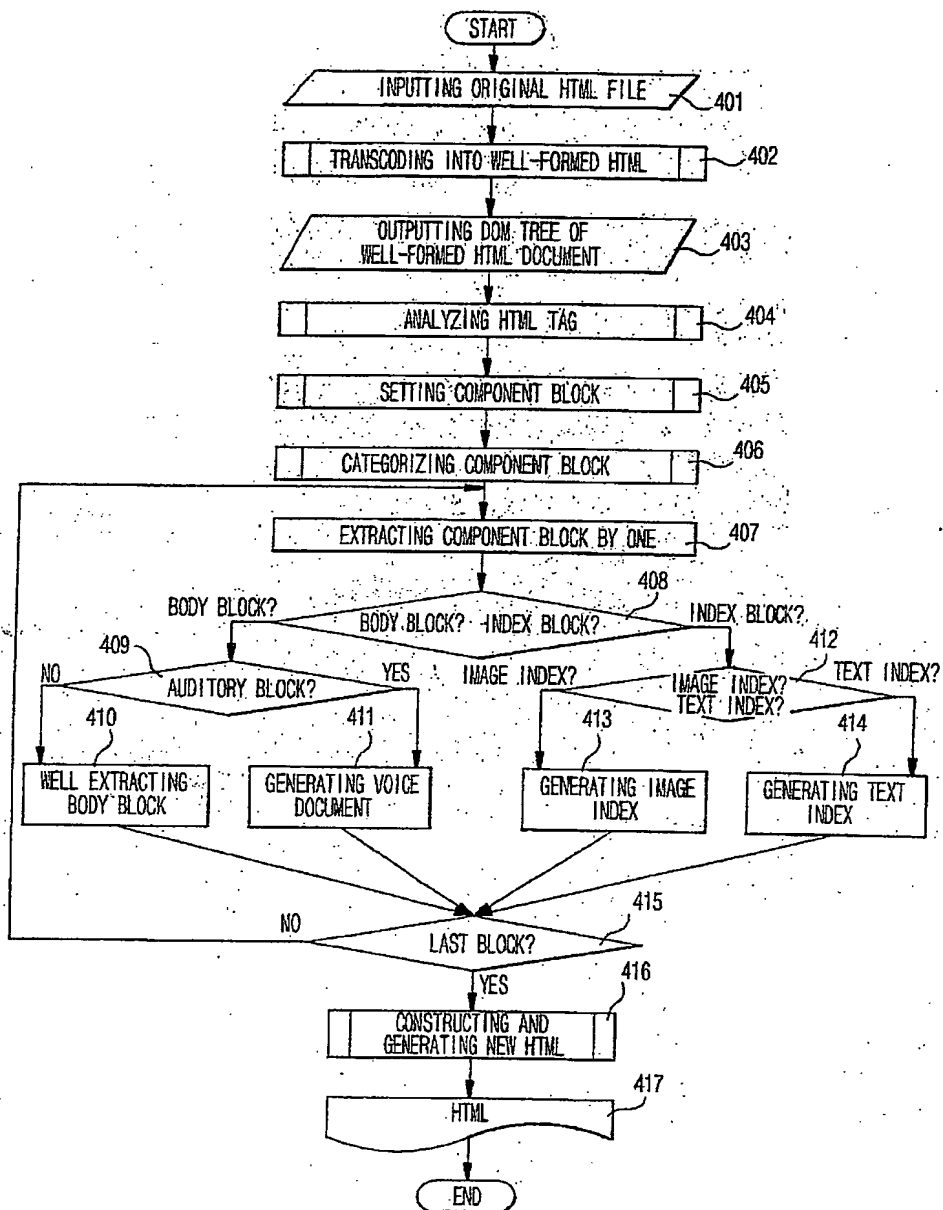 START
INPUTTING ORIGINAL HTML FILE
401
TRANSCODING INTO WELL-FORMED HTML
402
OUTPUTTING DOM TREE OF
WELL-FORMED HTML DOCUMENT
403
ANALYZING HTML TAG
404
SETTING COMPONENT BLOCK
405
CATEGORIZING COMPONENT BLOCK
406
EXTRACTING COMPONENT BLOCK BY ONE
407
408
BODY BLOCK?
BODY BLOCK? INDEX BLOCK?
INDEX BLOCK?
409
NO
AUDITORY BLOCK?
YES
IMAGE INDEX?
IMAGE INDEX?
TEXT INDEX?
412
TEXT INDEX?
410
WELL EXTRACTING
BODY BLOCK
411
GENERATING VOICE
DOCUMENT
413
GENERATING IMAGE
INDEX
414
GENERATING TEXT
INDEX
NO
LAST BLOCK?
415
YES
416
CONSTRUCTING AND
GENERATING NEW HTML
HTML
417
END